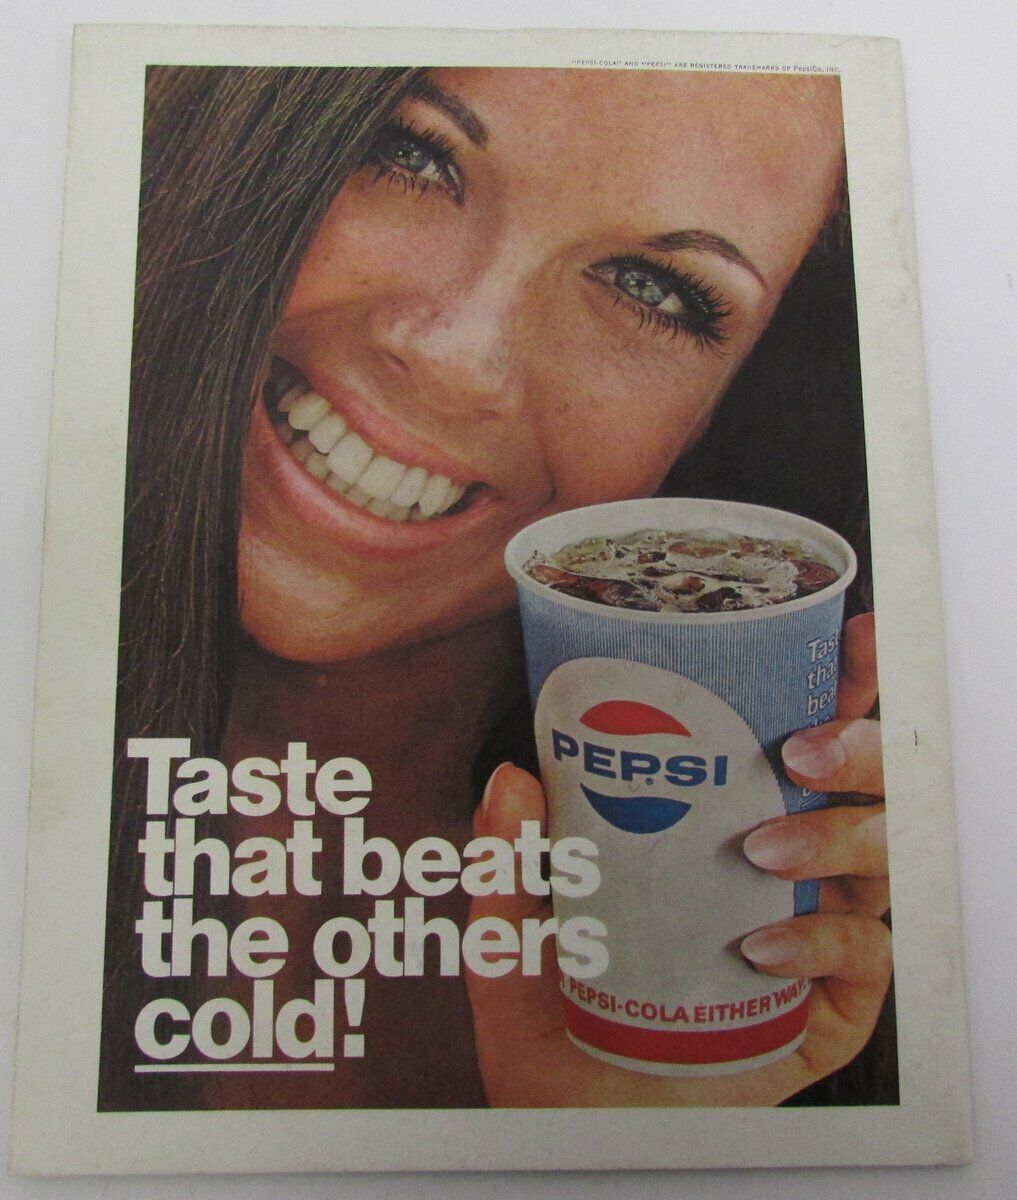 "PEPSI-COLA" AND "PEPSI" ARE REGISTERED TRADEMARKS OF PepsiCo, INC.
Taste
that beats
the others
cold!
PEPSI
PEPSI-COLA EITHER WAY